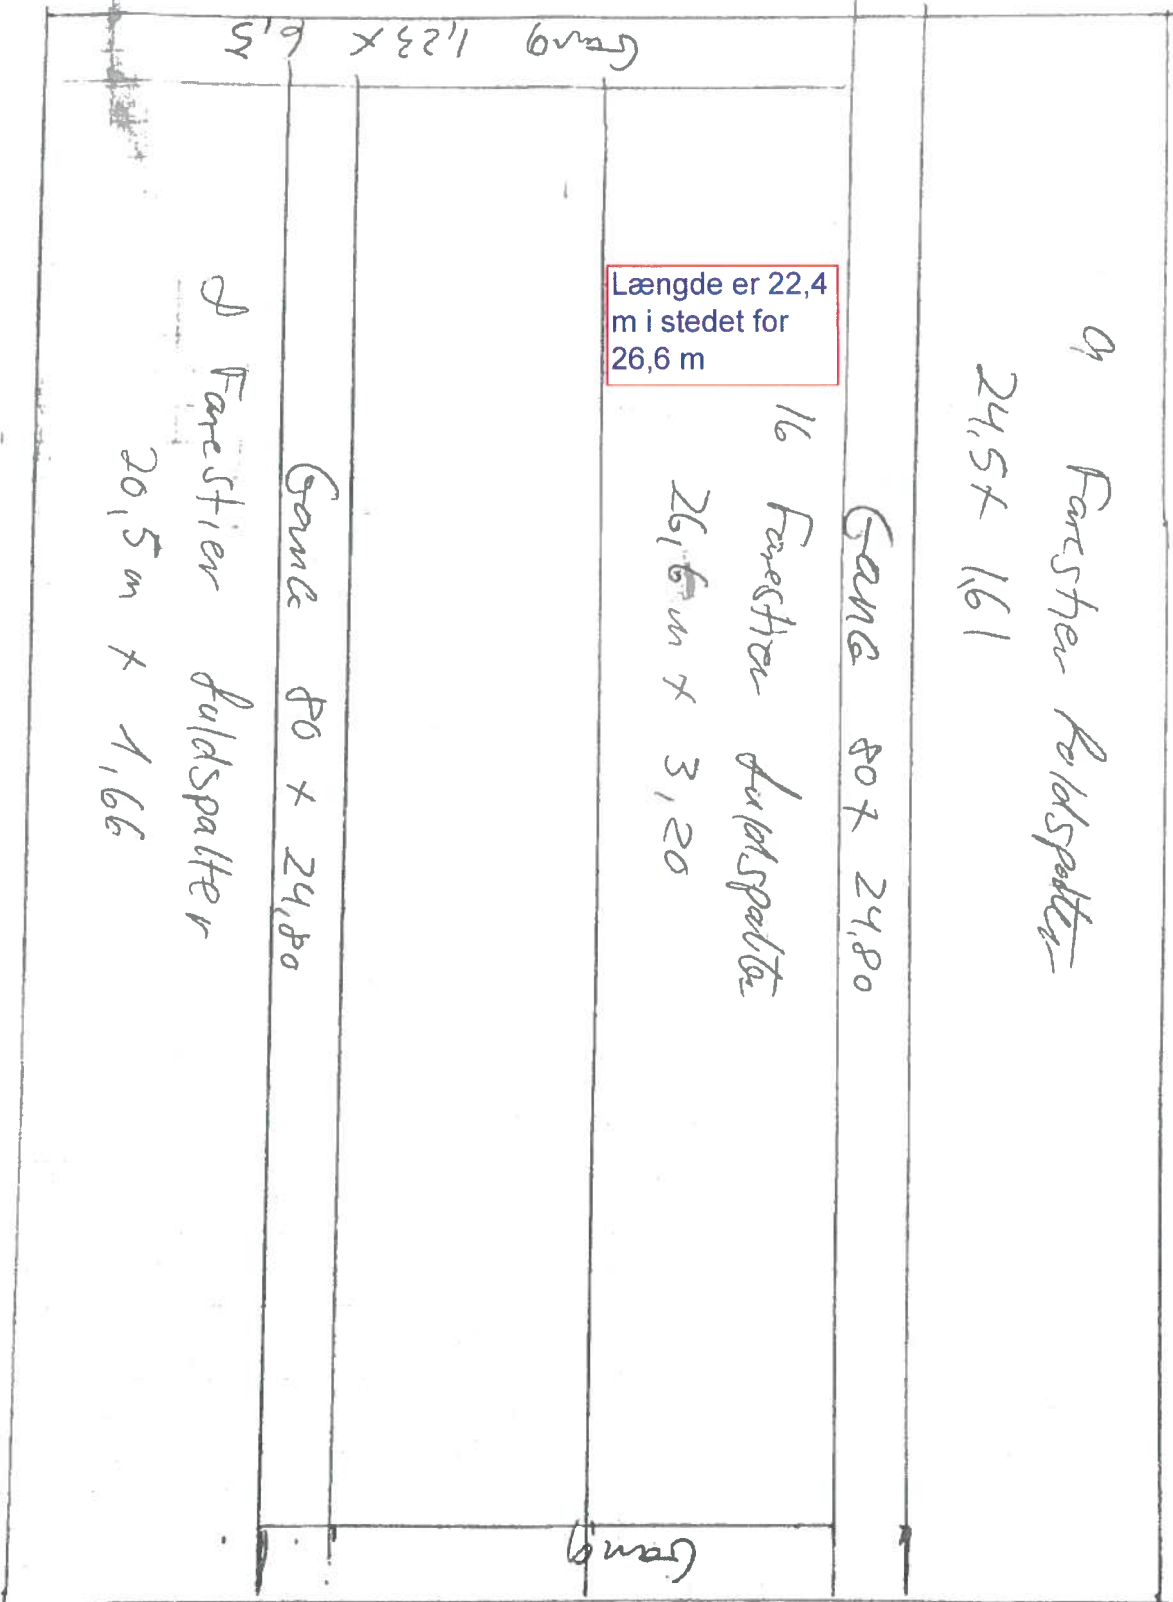 Gang 1,23 x 6,5
9 Farestier fuldspalter
24,5 x 1,61
Gang 80 x 24,80
Længde er 22,4
m i stedet for
26,6 m
16 Farestier fuldspalter
26,6 m x 3,20
Gang 80 x 24,80
8 Farestier fuldspalter
20,5 m x 1,66
Gang